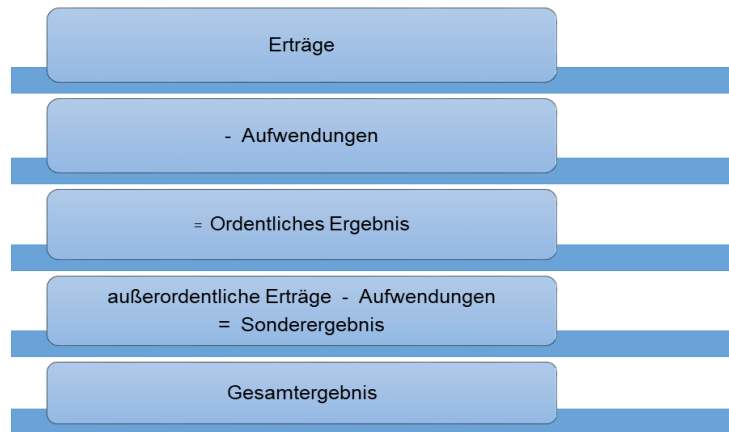 Erträge
- Aufwendungen
= Ordentliches Ergebnis
außerordentliche Erträge - Aufwendungen
= Sonderergebnis
Gesamtergebnis